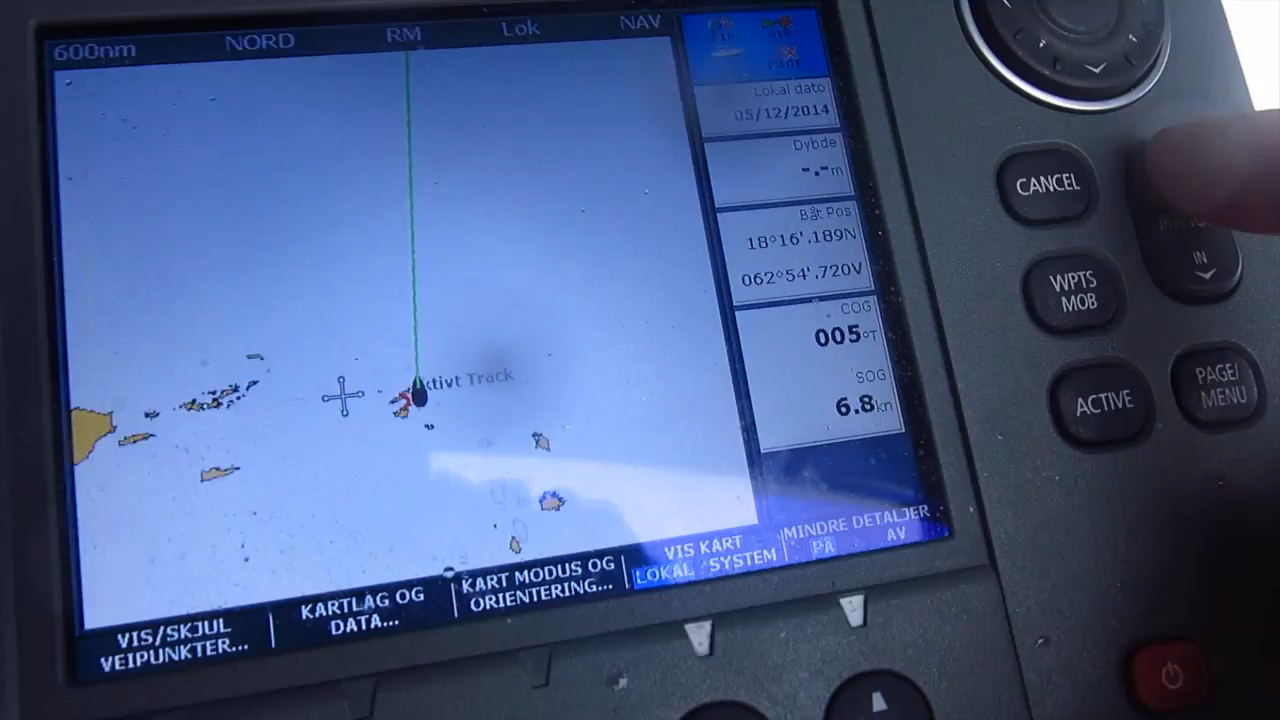 600nm NORD RM Lok NAV
Lokal dato
05/12/2014
Dybde
-.-m
Båt Pos
18°16'.189N
062°54'.720V
COG
005°T
SOG
6.8kn
ktivt Track
VIS/SKJUL
VEIPUNKTER...
KARTLAG OG
DATA...
KART MODUS OG
ORIENTERING...
VIS KART
LOKAL SYSTEM
MINDRE DETALJER
PÅ AV
CANCEL
IN
WPTS
MOB
ACTIVE
PAGE/
MENU